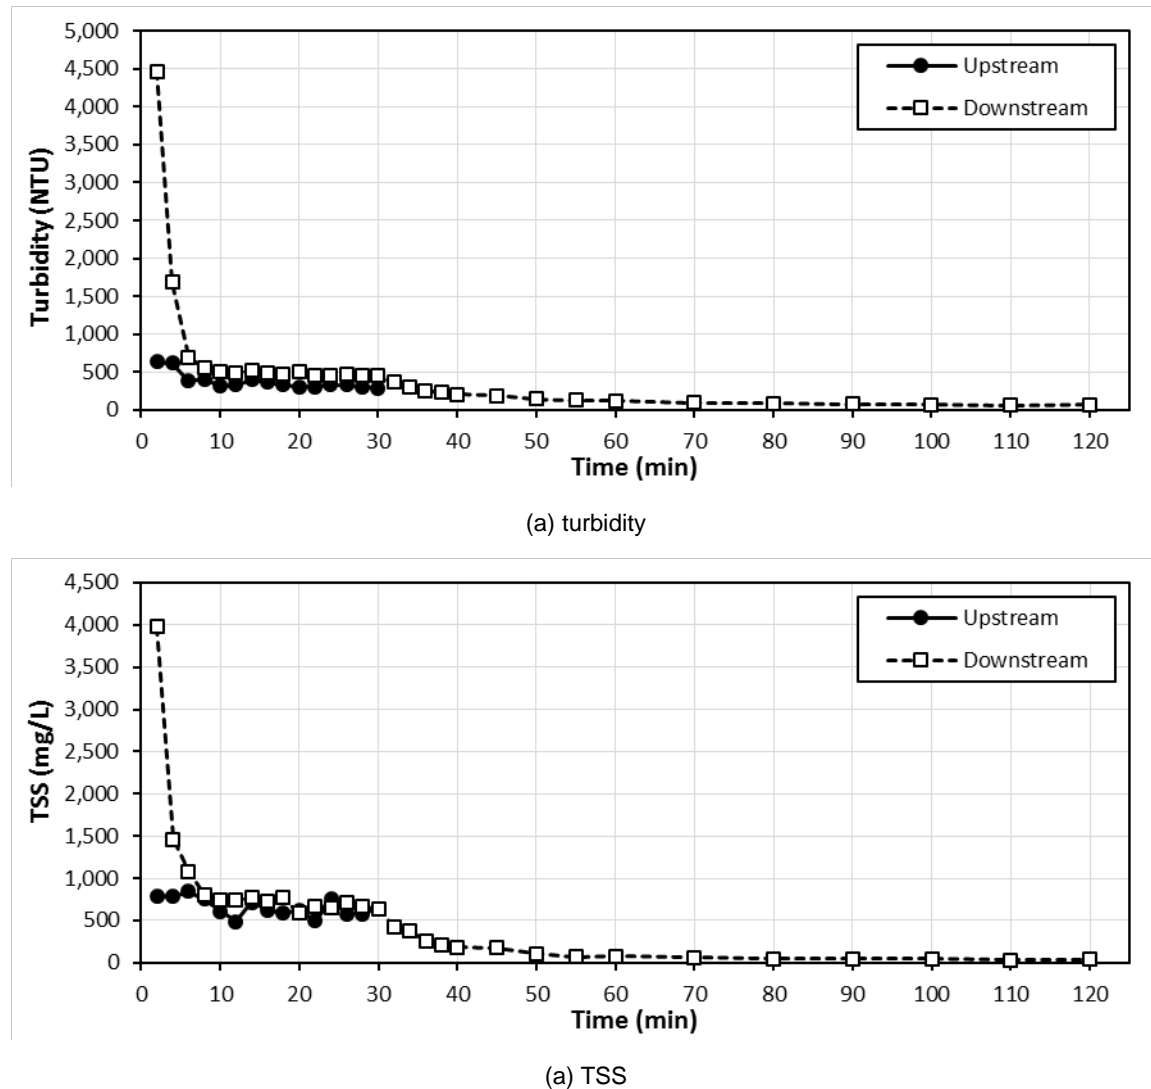 5,000
4,500
4,000
3,500
3,000
2,500
2,000
1,500
1,000
500
0
Turbidity (NTU)
Upstream
Downstream
0 10 20 30 40 50 60 70 80 90 100 110 120
Time (min)
(a) turbidity
4,500
4,000
3,500
3,000
2,500
2,000
1,500
1,000
500
0
TSS (mg/L)
Upstream
Downstream
0 10 20 30 40 50 60 70 80 90 100 110 120
Time (min)
(a) TSS